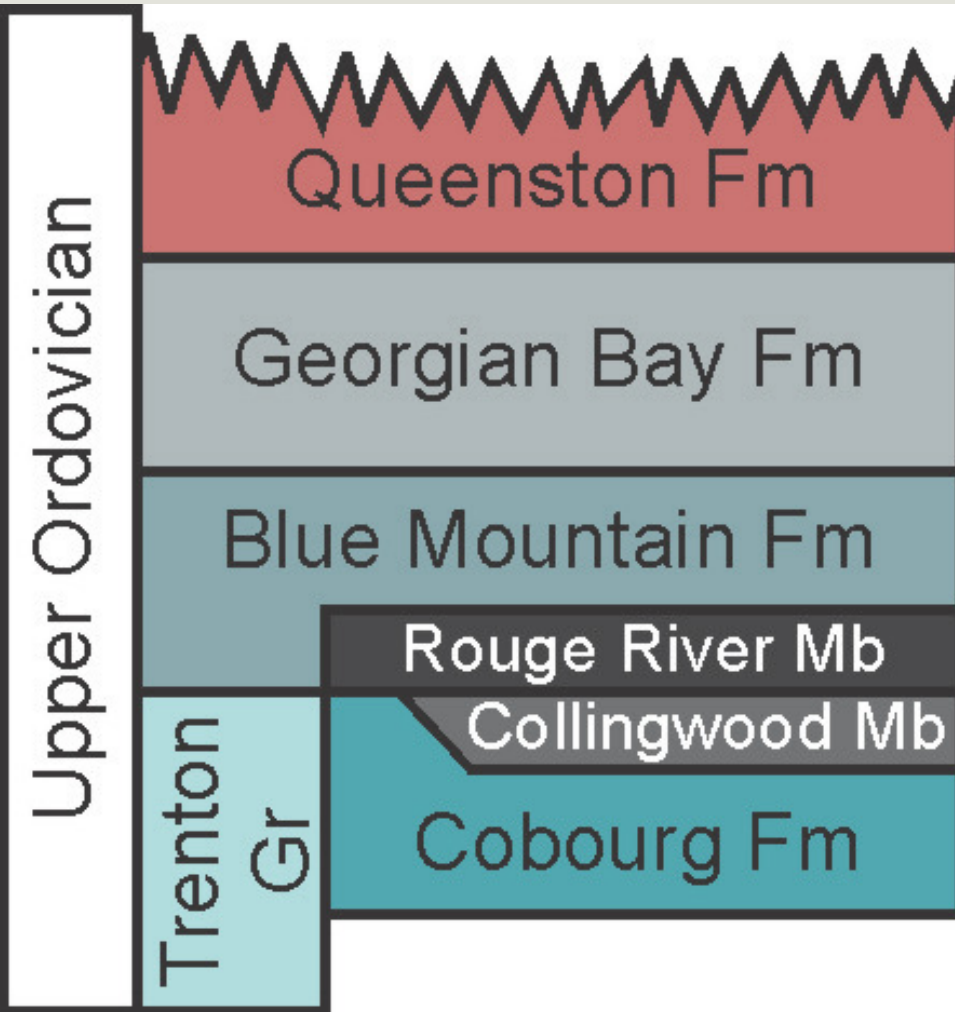 Upper Ordovician
Queenston Fm
Georgian Bay Fm
Blue Mountain Fm
Rouge River Mb
Collingwood Mb
Trenton
Gr
Cobourg Fm